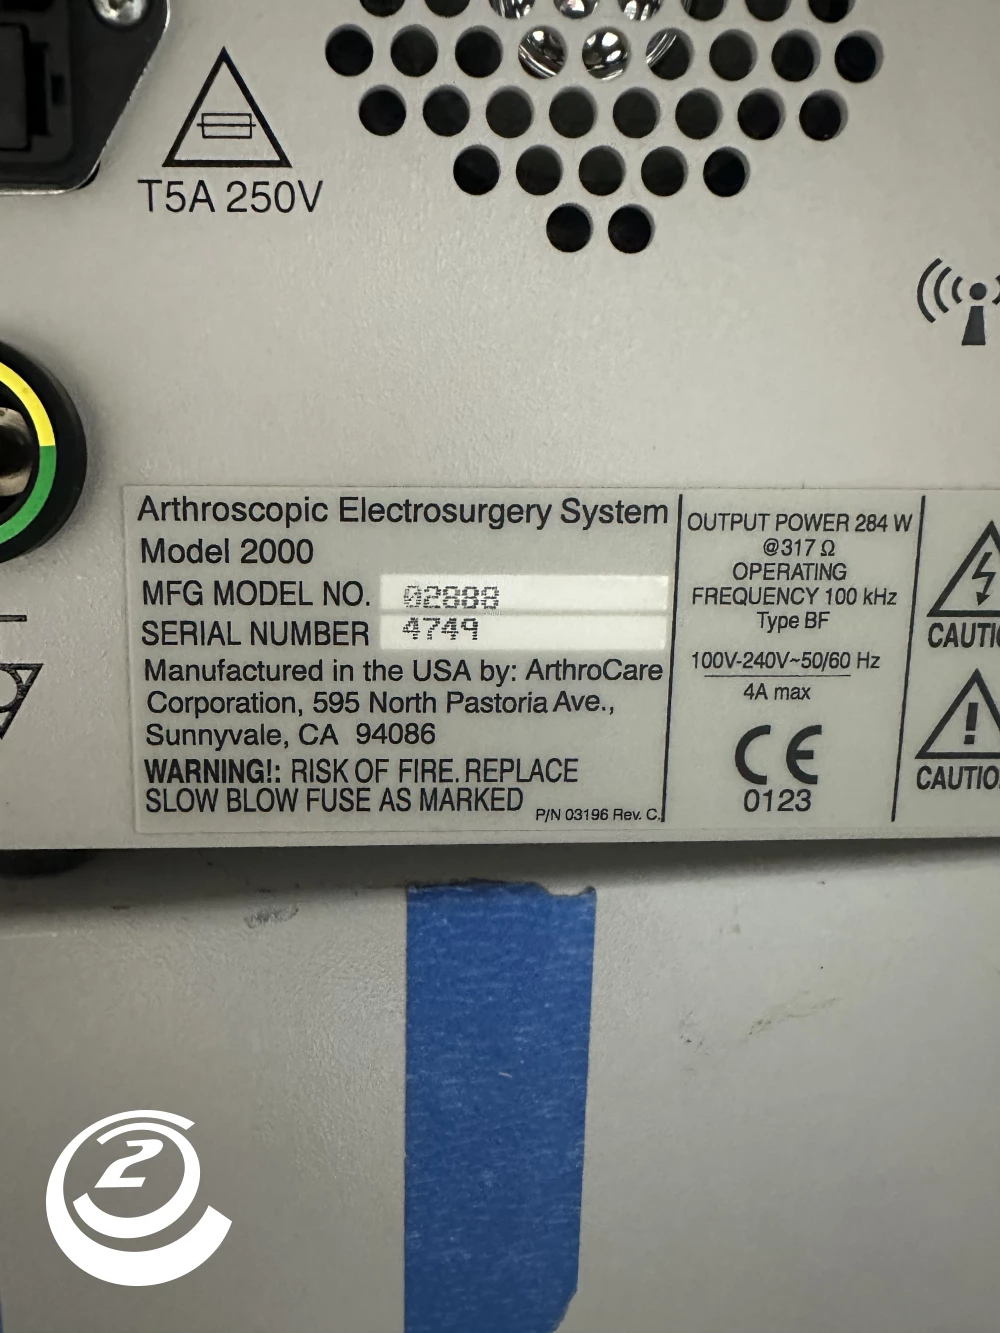 T5A 250V
Arthroscopic Electrosurgery System
Model 2000
MFG MODEL NO. 02888
SERIAL NUMBER 4749
Manufactured in the USA by: ArthroCare
Corporation, 595 North Pastoria Ave.,
Sunnyvale, CA 94086
WARNING!: RISK OF FIRE. REPLACE
SLOW BLOW FUSE AS MARKED
P/N 03196 Rev. C.
OUTPUT POWER 284 W
@317 Ω
OPERATING
FREQUENCY 100 kHz
Type BF
100V-240V~50/60 Hz
4A max
CE
0123
CAUTIO
CAUTIO
2